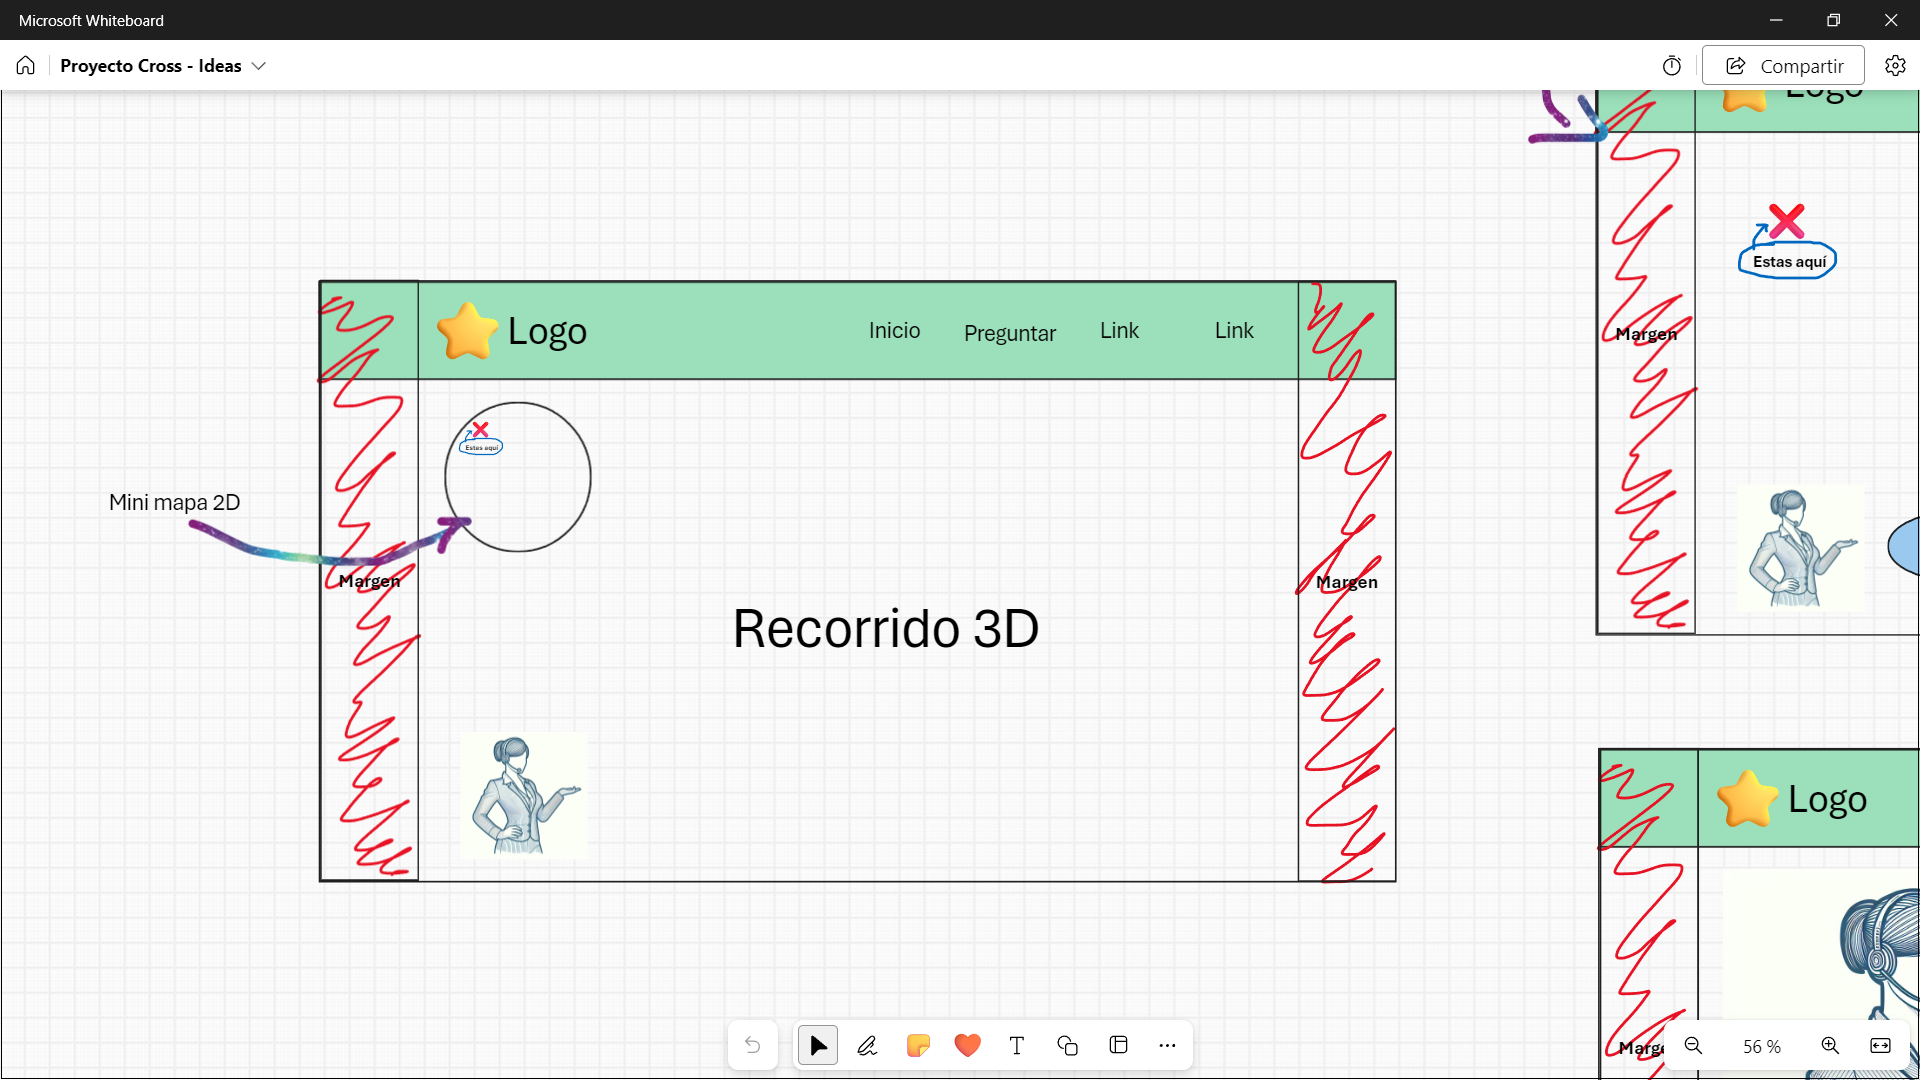 Microsoft Whiteboard
Proyecto Cross - Ideas
Compartir
Logo
Estas aquí
Margen
Logo
Inicio
Preguntar
Link
Link
Estas aquí
Mini mapa 2D
Margen
Margen
Recorrido 3D
Logo
Marge
56 %